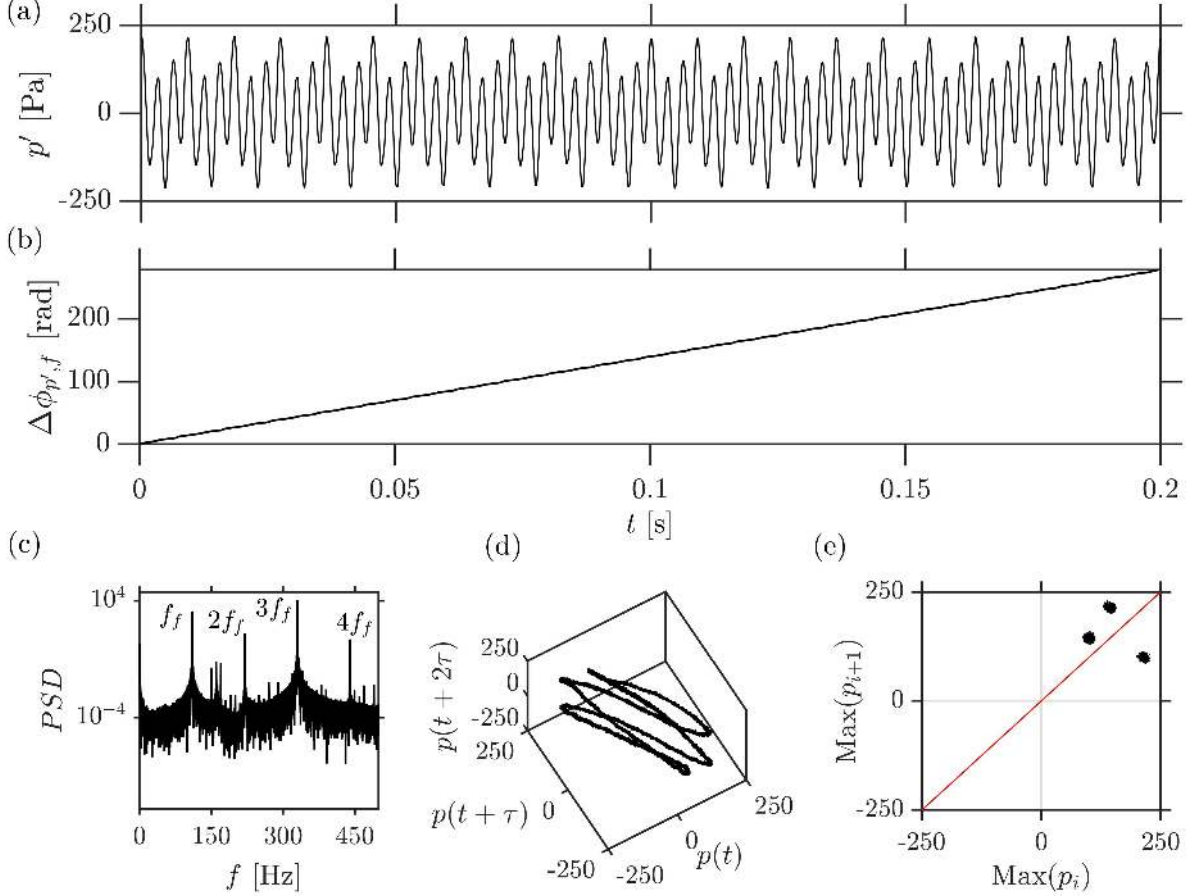 (a)
250
0
-250
p′ [Pa]
(b)
200
100
0
Δϕp′,f [rad]
0 0.05 0.1 0.15 0.2
t [s]
(c) (d) (e)
10^4
10^-4
PSD
f_f 2f_f 3f_f 4f_f
0 150 300 450
f [Hz]
250
0
-250
p(t + 2τ)
250
0
-250
p(t + τ)
-250
0
250
p(t)
250
0
-250
Max(p_{i+1})
-250 0 250
Max(p_i)